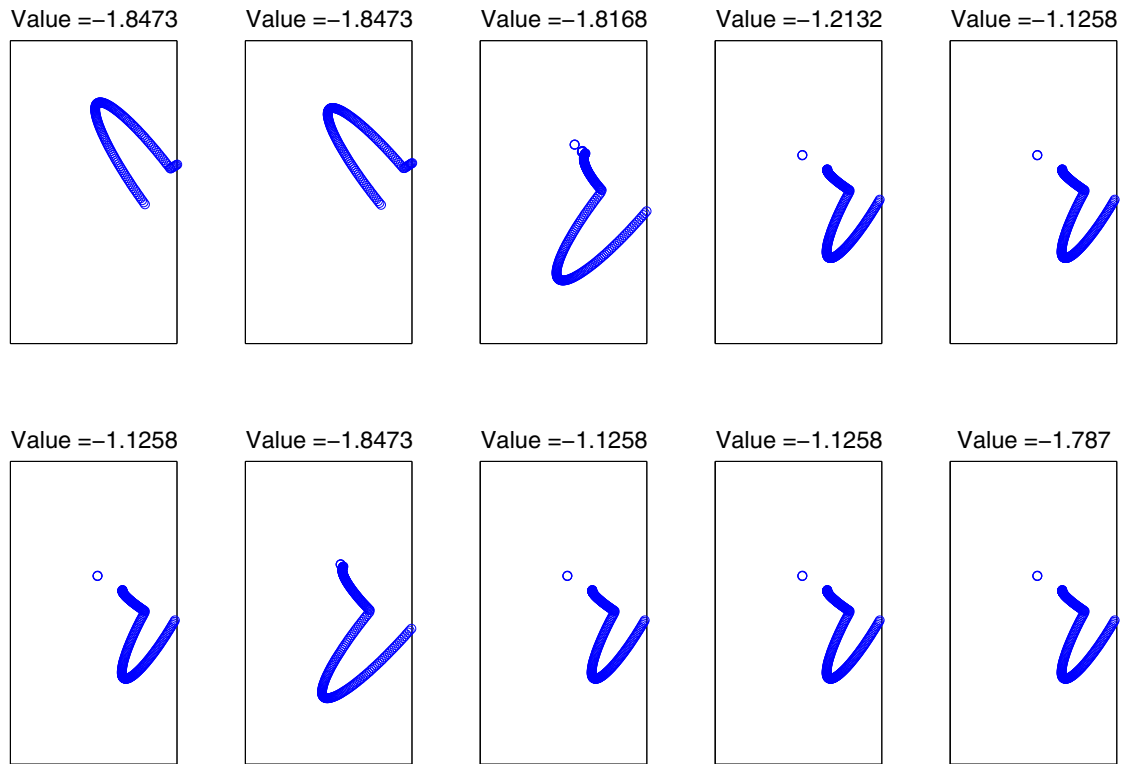 Value =−1.8473
Value =−1.8473
Value =−1.8168
Value =−1.2132
Value =−1.1258
Value =−1.1258
Value =−1.8473
Value =−1.1258
Value =−1.1258
Value =−1.787